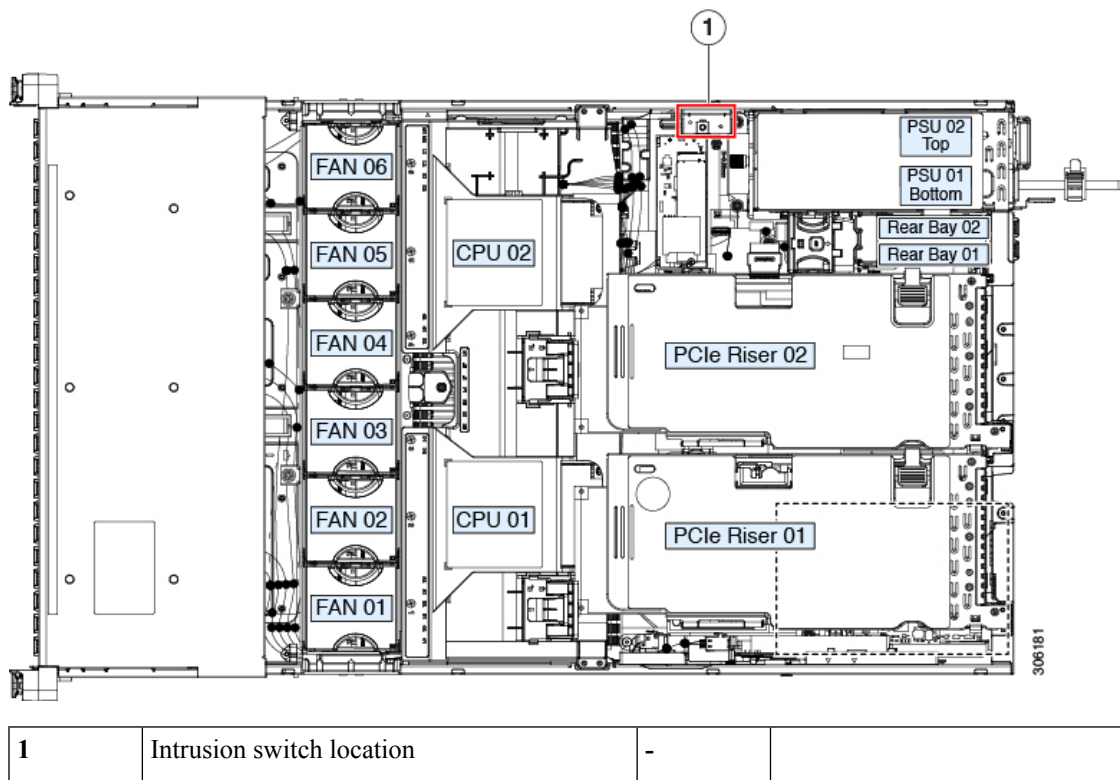 1
FAN 06
PSU 02
Top
PSU 01
Bottom
Rear Bay 02
Rear Bay 01
FAN 05
CPU 02
FAN 04
PCIe Riser 02
FAN 03
FAN 02
CPU 01
PCIe Riser 01
FAN 01
306181
1 Intrusion switch location -